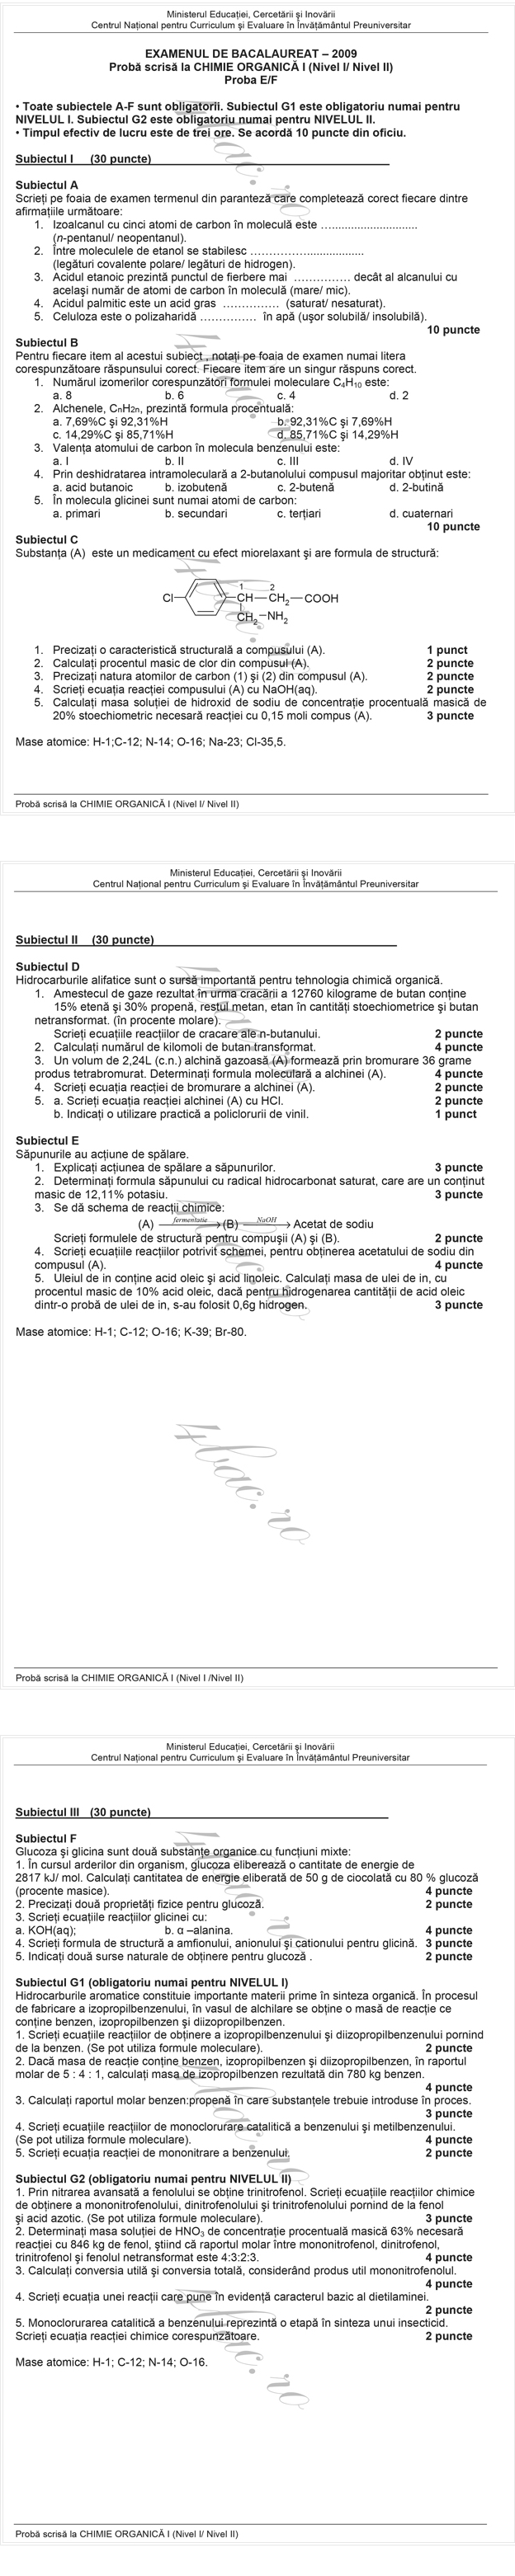 Ministerul Educaţiei, Cercetării şi Inovării
Centrul Naţional pentru Curriculum şi Evaluare în Învăţământul Preuniversitar
EXAMENUL DE BACALAUREAT – 2009
Probă scrisă la CHIMIE ORGANICĂ I (Nivel I/ Nivel II)
Proba E/F
• Toate subiectele A-F sunt obligatorii. Subiectul G1 este obligatoriu numai pentru
NIVELUL I. Subiectul G2 este obligatoriu numai pentru NIVELUL II.
• Timpul efectiv de lucru este de trei ore. Se acordă 10 puncte din oficiu.
Subiectul I (30 puncte)
Subiectul A
Scrieţi pe foaia de examen termenul din paranteză care completează corect fiecare dintre
afirmaţiile următoare:
1. Izoalcanul cu cinci atomi de carbon în moleculă este …............................
(n-pentanul/ neopentanul).
2. Între moleculele de etanol se stabilesc …………….................. 
(legături covalente polare/ legături de hidrogen).
3. Acidul etanoic prezintă punctul de fierbere mai …………… decât al alcanului cu
acelaşi număr de atomi de carbon în moleculă (mare/ mic).
4. Acidul palmitic este un acid gras …………… (saturat/ nesaturat).
5. Celuloza este o polizaharidă …………… în apă (uşor solubilă/ insolubilă).
10 puncte
Subiectul B
Pentru fiecare item al acestui subiect , notaţi pe foaia de examen numai litera
corespunzătoare răspunsului corect. Fiecare item are un singur răspuns corect.
1. Numărul izomerilor corespunzători formulei moleculare C4H10 este:
a. 8 b. 6 c. 4 d. 2
2. Alchenele, CnH2n, prezintă formula procentuală:
a. 7,69%C şi 92,31%H b. 92,31%C şi 7,69%H
c. 14,29%C şi 85,71%H d. 85,71%C şi 14,29%H
3. Valenţa atomului de carbon în molecula benzenului este:
a. I b. II c. III d. IV
4. Prin deshidratarea intramoleculară a 2-butanolului compusul majoritar obţinut este:
a. acid butanoic b. izobutenă c. 2-butenă d. 2-butină
5. În molecula glicinei sunt numai atomi de carbon:
a. primari b. secundari c. terţiari d. cuaternari
10 puncte
Subiectul C
Substanţa (A) este un medicament cu efect miorelaxant şi are formula de structură:
1 2
Cl CH—CH2—COOH
CH2—NH2
1. Precizaţi o caracteristică structurală a compusului (A). 1 punct
2. Calculaţi procentul masic de clor din compusul (A). 2 puncte
3. Precizaţi natura atomilor de carbon (1) şi (2) din compusul (A). 2 puncte
4. Scrieţi ecuaţia reacţiei compusului (A) cu NaOH(aq). 2 puncte
5. Calculaţi masa soluţiei de hidroxid de sodiu de concentraţie procentuală masică de
20% stoechiometric necesară reacţiei cu 0,15 moli compus (A). 3 puncte
Mase atomice: H-1;C-12; N-14; O-16; Na-23; Cl-35,5.
Probă scrisă la CHIMIE ORGANICĂ I (Nivel I/ Nivel II)
Ministerul Educaţiei, Cercetării şi Inovării
Centrul Naţional pentru Curriculum şi Evaluare în Învăţământul Preuniversitar
Subiectul II (30 puncte)
Subiectul D
Hidrocarburile alifatice sunt o sursă importantă pentru tehnologia chimică organică.
1. Amestecul de gaze rezultat în urma cracării a 12760 kilograme de butan conţine
15% etenă şi 30% propenă, restul metan, etan în cantităţi stoechiometrice şi butan
netransformat. (în procente molare).
Scrieţi ecuaţiile reacţiilor de cracare ale n-butanului. 2 puncte
2. Calculaţi numărul de kilomoli de butan transformat. 4 puncte
3. Un volum de 2,24L (c.n.) alchină gazoasă (A) formează prin bromurare 36 grame
produs tetrabromurat. Determinaţi formula moleculară a alchinei (A). 4 puncte
4. Scrieţi ecuaţia reacţiei de bromurare a alchinei (A). 2 puncte
5. a. Scrieţi ecuaţia reacţiei alchinei (A) cu HCl. 2 puncte
b. Indicaţi o utilizare practică a policlorurii de vinil. 1 punct
Subiectul E
Săpunurile au acţiune de spălare.
1. Explicaţi acţiunea de spălare a săpunurilor. 3 puncte
2. Determinaţi formula săpunului cu radical hidrocarbonat saturat, care are un conţinut
masic de 12,11% potasiu. 3 puncte
3. Se dă schema de reacţii chimice:
(A) fermentatie (B) NaOH Acetat de sodiu
Scrieţi formulele de structură pentru compuşii (A) şi (B). 2 puncte
4. Scrieţi ecuaţiile reacţiilor potrivit schemei, pentru obţinerea acetatului de sodiu din
compusul (A). 4 puncte
5. Uleiul de in conţine acid oleic şi acid linoleic. Calculaţi masa de ulei de in, cu
procentul masic de 10% acid oleic, dacă pentru hidrogenarea cantităţii de acid oleic
dintr-o probă de ulei de in, s-au folosit 0,6g hidrogen. 3 puncte
Mase atomice: H-1; C-12; O-16; K-39; Br-80.
Probă scrisă la CHIMIE ORGANICĂ I (Nivel I /Nivel II)
Ministerul Educaţiei, Cercetării şi Inovării
Centrul Naţional pentru Curriculum şi Evaluare în Învăţământul Preuniversitar
Subiectul III (30 puncte)
Subiectul F
Glucoza şi glicina sunt două substanţe organice cu funcţiuni mixte:
1. În cursul arderilor din organism, glucoza eliberează o cantitate de energie de
2817 kJ/ mol. Calculaţi cantitatea de energie eliberată de 50 g de ciocolată cu 80 % glucoză
(procente masice). 4 puncte
2. Precizaţi două proprietăţi fizice pentru glucoză. 2 puncte
3. Scrieţi ecuaţiile reacţiilor glicinei cu:
a. KOH(aq); b. α –alanina. 4 puncte
4. Scrieţi formula de structură a amfionului, anionului şi cationului pentru glicină. 3 puncte
5. Indicaţi două surse naturale de obţinere pentru glucoză . 2 puncte
Subiectul G1 (obligatoriu numai pentru NIVELUL I)
Hidrocarburile aromatice constituie importante materii prime în sinteza organică. În procesul
de fabricare a izopropilbenzenului, în vasul de alchilare se obţine o masă de reacţie ce
conţine benzen, izopropilbenzen şi diizopropilbenzen.
1. Scrieţi ecuaţiile reacţiilor de obţinere a izopropilbenzenului şi diizopropilbenzenului pornind
de la benzen. (Se pot utiliza formule moleculare). 2 puncte
2. Dacă masa de reacţie conţine benzen, izopropilbenzen şi diizopropilbenzen, în raportul
molar de 5 : 4 : 1, calculaţi masa de izopropilbenzen rezultată din 780 kg benzen.
4 puncte
3. Calculaţi raportul molar benzen:propenă în care substanţele trebuie introduse în proces.
3 puncte
4. Scrieţi ecuaţiile reacţiilor de monoclorurare catalitică a benzenului şi metilbenzenului.
(Se pot utiliza formule moleculare). 4 puncte
5. Scrieţi ecuaţia reacţiei de mononitrare a benzenului. 2 puncte
Subiectul G2 (obligatoriu numai pentru NIVELUL II)
1. Prin nitrarea avansată a fenolului se obţine trinitrofenol. Scrieţi ecuaţiile reacţiilor chimice
de obţinere a mononitrofenolului, dinitrofenolului şi trinitrofenolului pornind de la fenol
şi acid azotic. (Se pot utiliza formule moleculare). 3 puncte
2. Determinaţi masa soluţiei de HNO3 de concentraţie procentuală masică 63% necesară
reacţiei cu 846 kg de fenol, ştiind că raportul molar între mononitrofenol, dinitrofenol,
trinitrofenol şi fenolul netransformat este 4:3:2:3. 4 puncte
3. Calculaţi conversia utilă şi conversia totală, considerând produs util mononitrofenolul.
4 puncte
4. Scrieţi ecuaţia unei reacţii care pune în evidenţă caracterul bazic al dietilaminei.
2 puncte
5. Monoclorurarea catalitică a benzenului reprezintă o etapă în sinteza unui insecticid.
Scrieţi ecuaţia reacţiei chimice corespunzătoare. 2 puncte
Mase atomice: H-1; C-12; N-14; O-16.
Probă scrisă la CHIMIE ORGANICĂ I (Nivel I/ Nivel II)